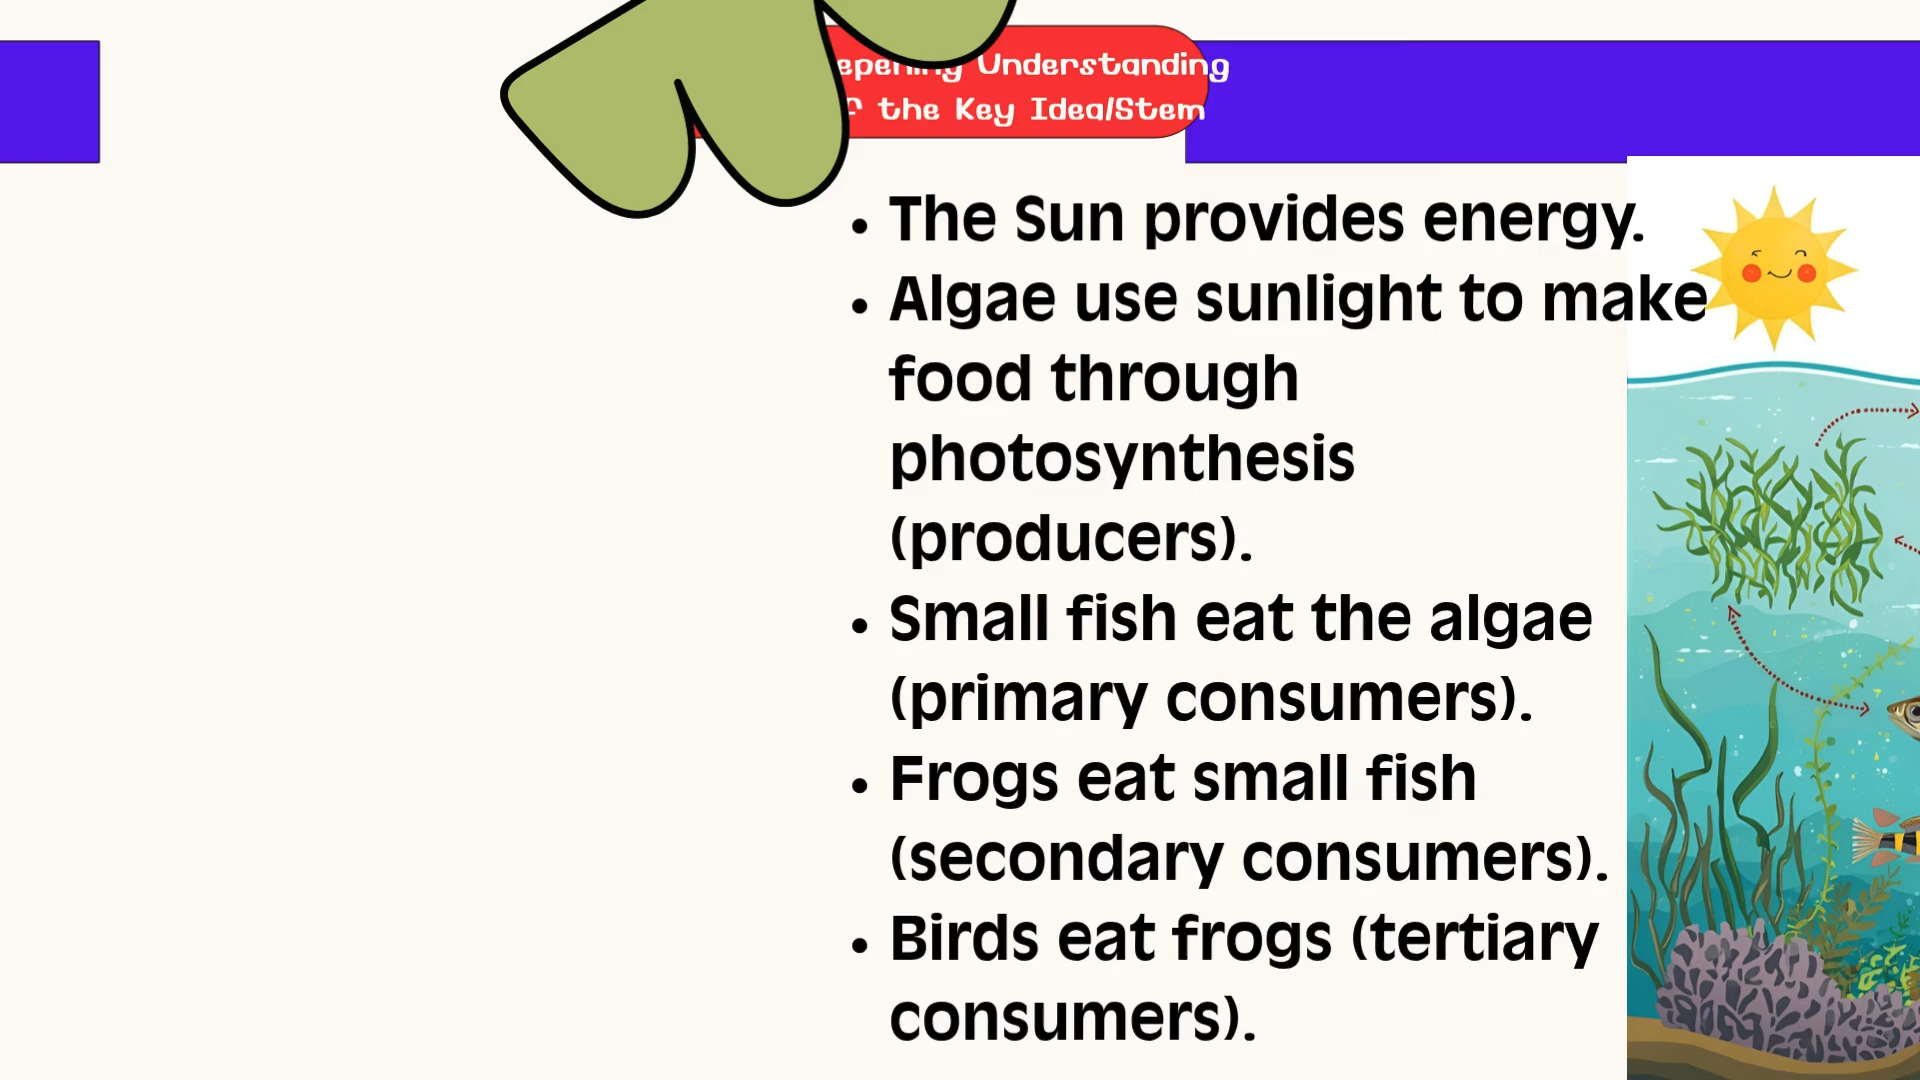 Understanding
the Key Idea/Stem
• The Sun provides energy.
• Algae use sunlight to make
food through
photosynthesis
(producers).
• Small fish eat the algae
(primary consumers).
• Frogs eat small fish
(secondary consumers).
• Birds eat frogs (tertiary
consumers).